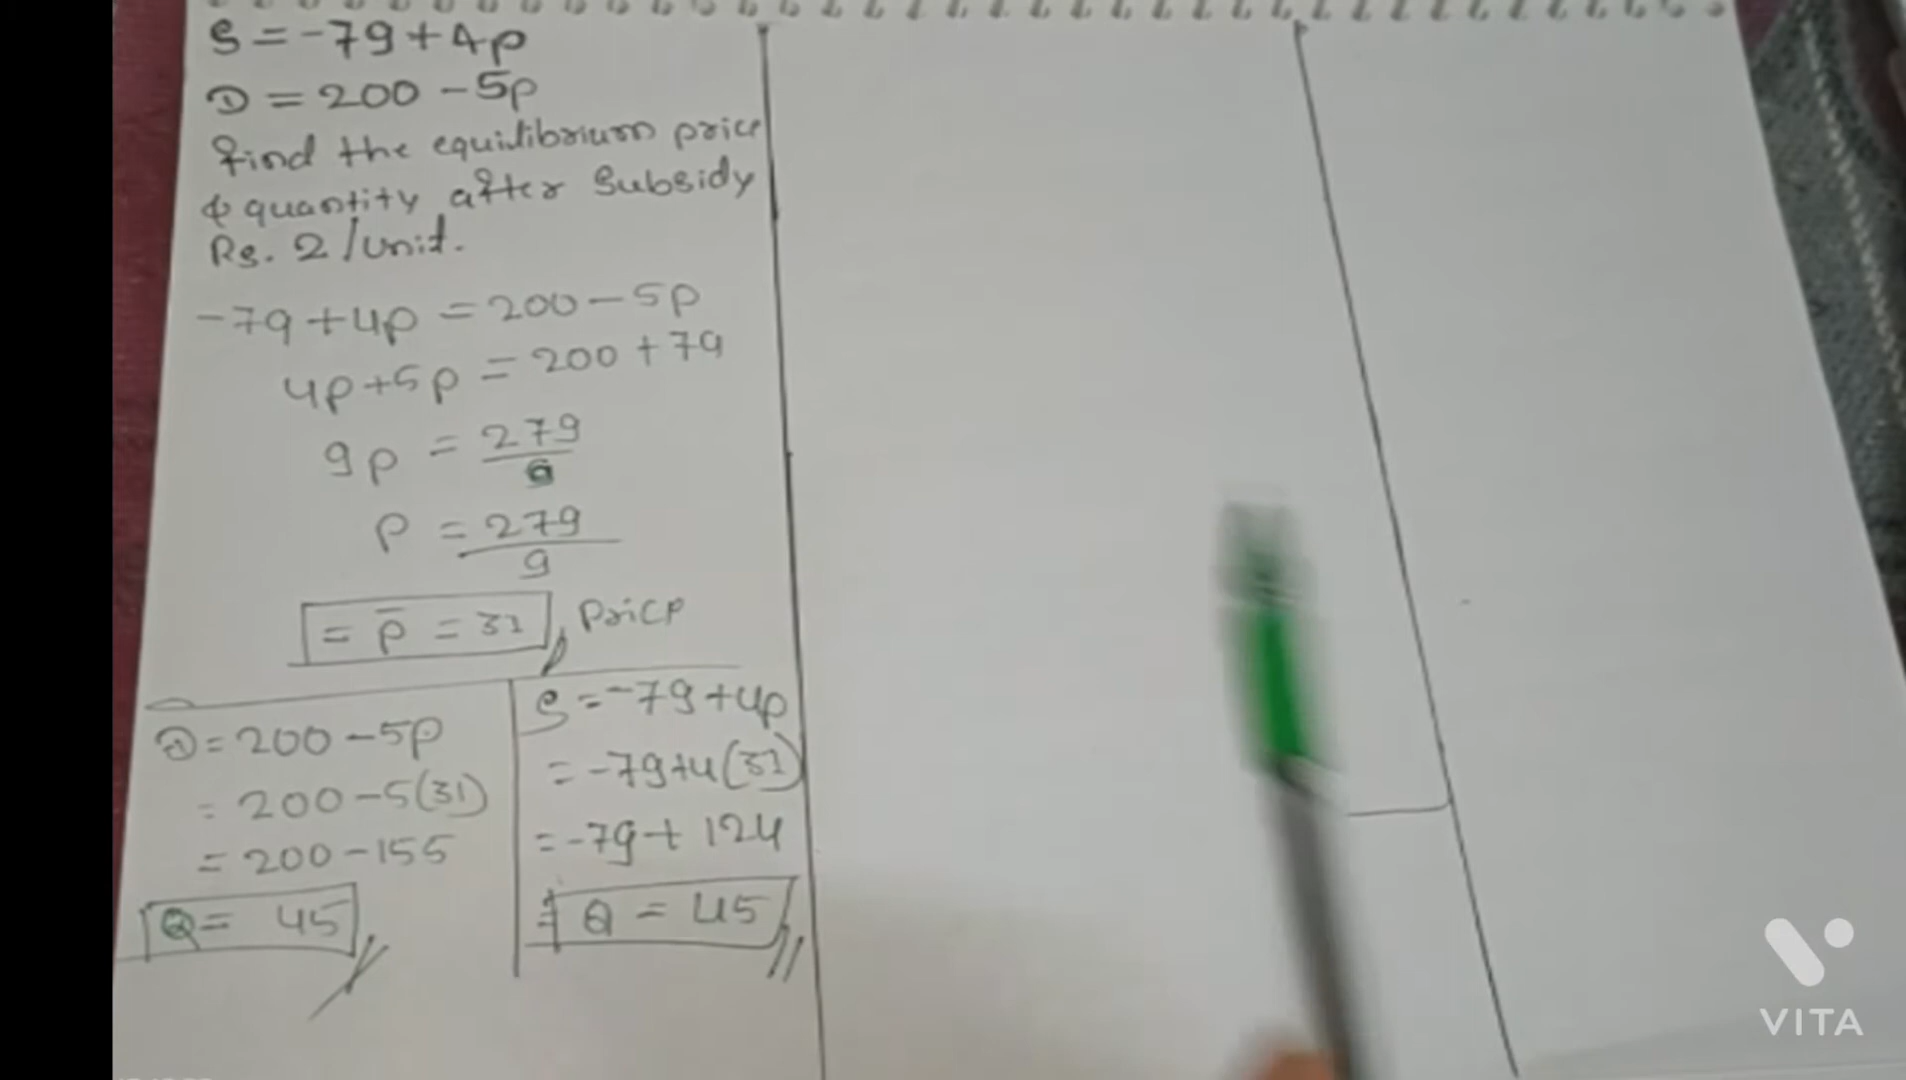 S = -79 + 4p
D = 200 - 5p
find the equilibrium price
& quantity after Subsidy
Rs. 2 / Unit.
-79 + 4p = 200 - 5p
4p + 5p = 200 + 79
9p = 279 / 9
P = 279 / 9
= p̄ = 31 , Price
D = 200 - 5p
= 200 - 5(31)
= 200 - 155
Q = 45
S = -79 + 4p
= -79 + 4(31)
= -79 + 124
= Q = 45
VITA